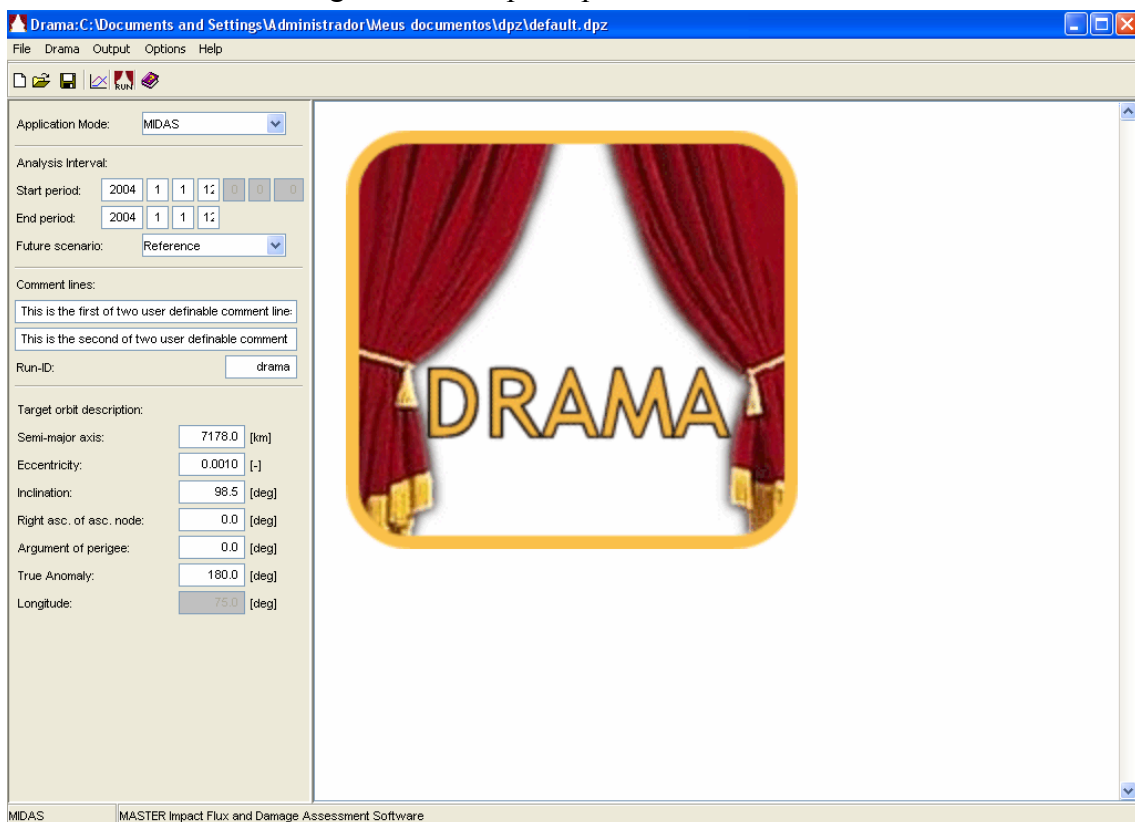 Drama:C:\Documents and Settings\Administrador\Meus documentos\dpz\default.dpz
File Drama Output Options Help
RUN
Application Mode: MIDAS
Analysis Interval:
Start period: 2004 1 1 12 0 0 0
End period: 2004 1 1 12
Future scenario: Reference
Comment lines:
This is the first of two user definable comment line:
This is the second of two user definable comment
Run-ID: drama
Target orbit description:
Semi-major axis: 7178.0 [km]
Eccentricity: 0.0010 [-]
Inclination: 98.5 [deg]
Right asc. of asc. node: 0.0 [deg]
Argument of perigee: 0.0 [deg]
True Anomaly: 180.0 [deg]
Longitude: 75.0 [deg]
DRAMA
MIDAS MASTER Impact Flux and Damage Assessment Software